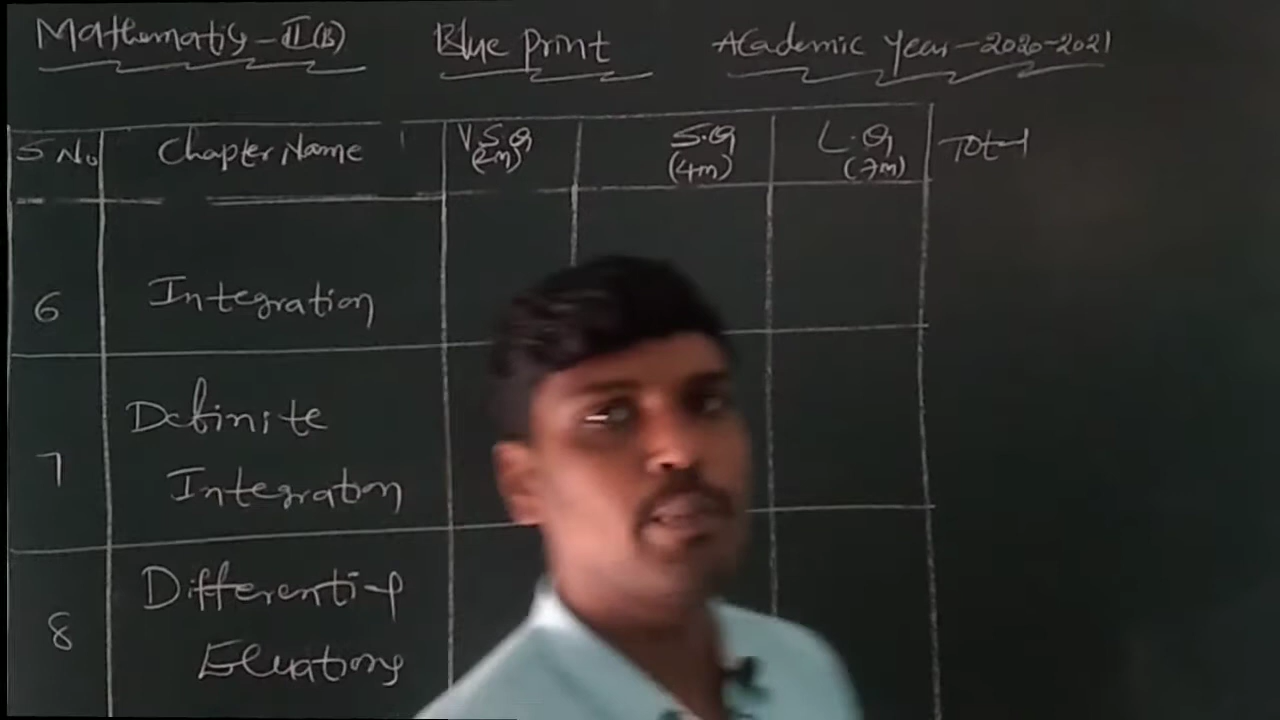 Mathematics-II(B) Blue print Academic Year-2020-2021
S No Chapter Name V.S.Q S.Q L.Q Total
(2m) (4m) (7m)
6 Integration
Definite
7 Integration
Differential
8 Equations